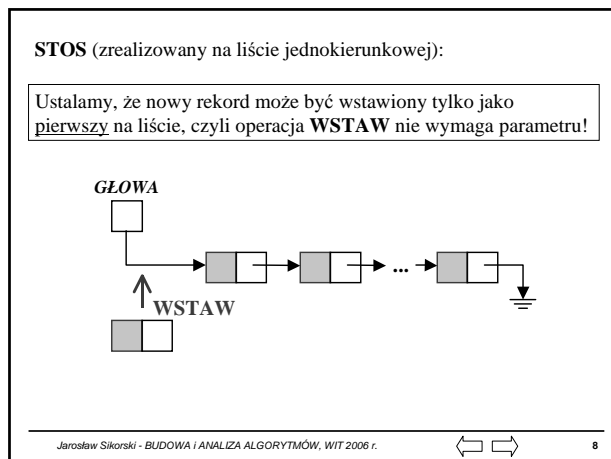 STOS (zrealizowany na liście jednokierunkowej):
Ustalamy, że nowy rekord może być wstawiony tylko jako
pierwszy na liście, czyli operacja WSTAW nie wymaga parametru!
GŁOWA
...
WSTAW
Jarosław Sikorski - BUDOWA i ANALIZA ALGORYTMÓW, WIT 2006 r.
8